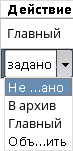 Действие
Главный
задано
Не ...ано
В архив
Главный
Объ...ить